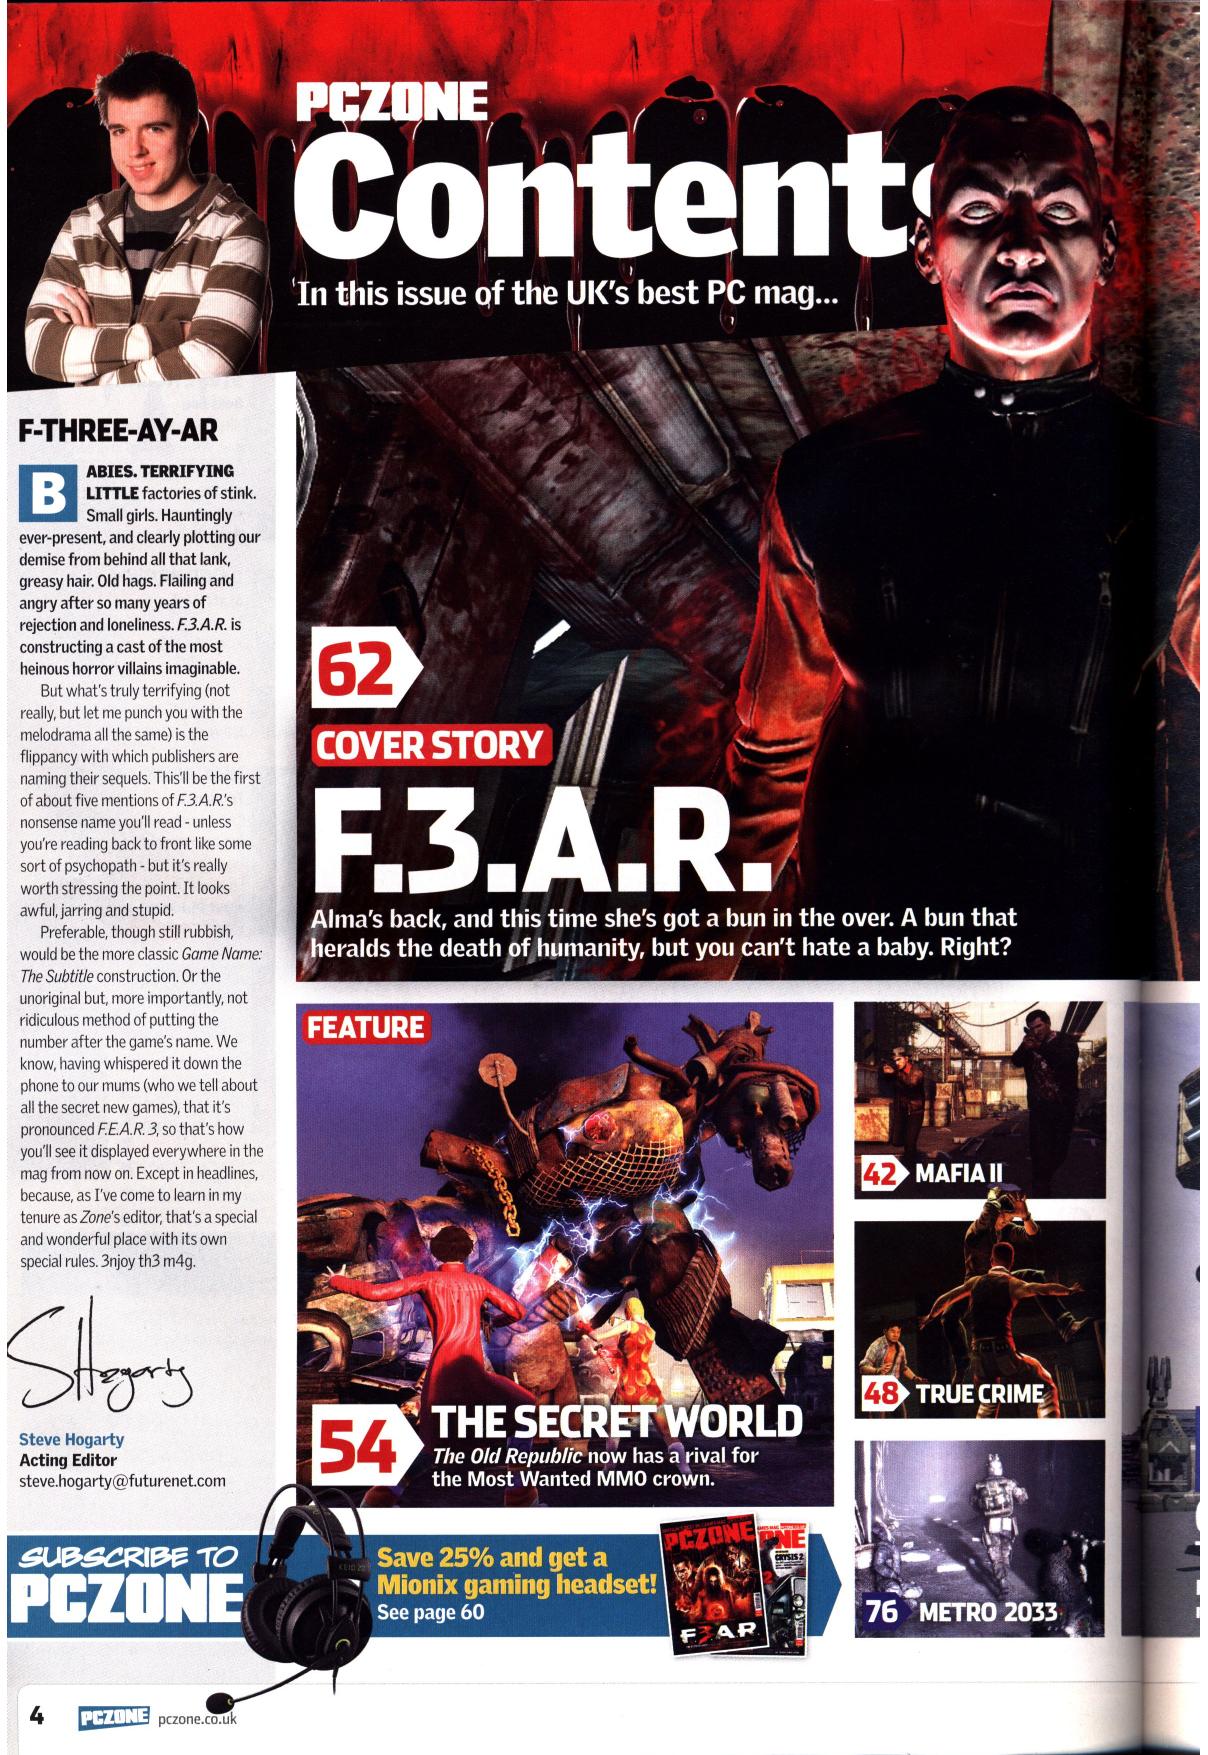 PCZONE
Contents
In this issue of the UK's best PC mag...
F-THREE-AY-AR
BABIES. TERRIFYING
LITTLE factories of stink.
Small girls. Hauntingly
ever-present, and clearly plotting our
demise from behind all that lank,
greasy hair. Old hags. Flailing and
angry after so many years of
rejection and loneliness. F.3.A.R. is
constructing a cast of the most
heinous horror villains imaginable.
But what's truly terrifying (not
really, but let me punch you with the
melodrama all the same) is the
flippancy with which publishers are
naming their sequels. This'll be the first
of about five mentions of F.3.A.R.'s
nonsense name you'll read - unless
you're reading back to front like some
sort of psychopath - but it's really
worth stressing the point. It looks
awful, jarring and stupid.
Preferable, though still rubbish,
would be the more classic Game Name:
The Subtitle construction. Or the
unoriginal but, more importantly, not
ridiculous method of putting the
number after the game's name. We
know, having whispered it down the
phone to our mums (who we tell about
all the secret new games), that it's
pronounced F.E.A.R. 3, so that's how
you'll see it displayed everywhere in the
mag from now on. Except in headlines,
because, as I've come to learn in my
tenure as Zone's editor, that's a special
and wonderful place with its own
special rules. 3njoy th3 m4g.
SHogarty
Steve Hogarty
Acting Editor
steve.hogarty@futurenet.com
62
COVER STORY
F.3.A.R.
Alma's back, and this time she's got a bun in the over. A bun that
heralds the death of humanity, but you can't hate a baby. Right?
FEATURE
54
THE SECRET WORLD
The Old Republic now has a rival for
the Most Wanted MMO crown.
42 MAFIA II
48 TRUE CRIME
76 METRO 2033
SUBSCRIBE TO
PCZONE
Save 25% and get a
Mionix gaming headset!
See page 60
PCZONE
F3AR
CRYSIS 2
4
PCZONE pczone.co.uk